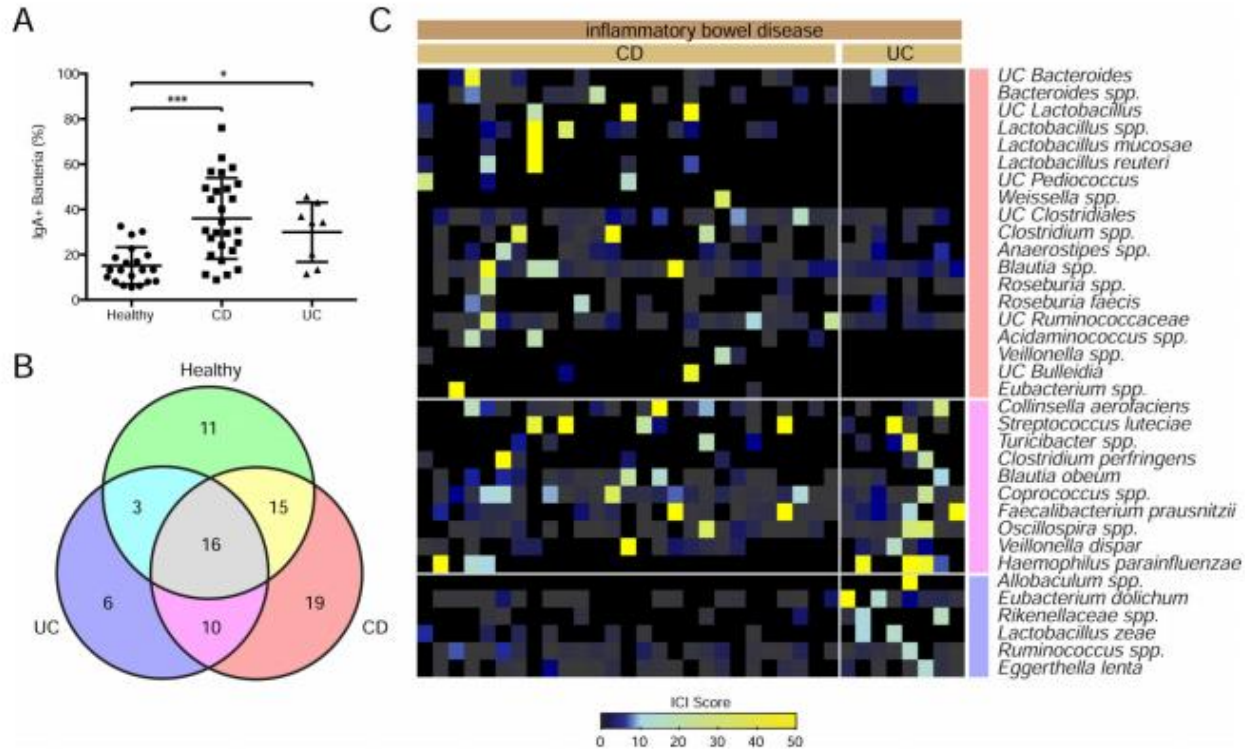 A
IgA+ Bacteria (%)
100
80
60
40
20
0
*
***
Healthy
CD
UC
B
Healthy
11
3
15
16
6
10
19
UC
CD
C
inflammatory bowel disease
CD
UC
UC Bacteroides
Bacteroides spp.
UC Lactobacillus
Lactobacillus spp.
Lactobacillus mucosae
Lactobacillus reuteri
UC Pediococcus
Weissella spp.
UC Clostridiales
Clostridium spp.
Anaerostipes spp.
Blautia spp.
Roseburia spp.
Roseburia faecis
UC Ruminococcaceae
Acidaminococcus spp.
Veillonella spp.
UC Bulleidia
Eubacterium spp.
Collinsella aerofaciens
Streptococcus luteciae
Turicibacter spp.
Clostridium perfringens
Blautia obeum
Coprococcus spp.
Faecalibacterium prausnitzii
Oscillospira spp.
Veillonella dispar
Haemophilus parainfluenzae
Allobaculum spp.
Eubacterium dolichum
Rikenellaceae spp.
Lactobacillus zeae
Ruminococcus spp.
Eggerthella lenta
ICI Score
0 10 20 30 40 50